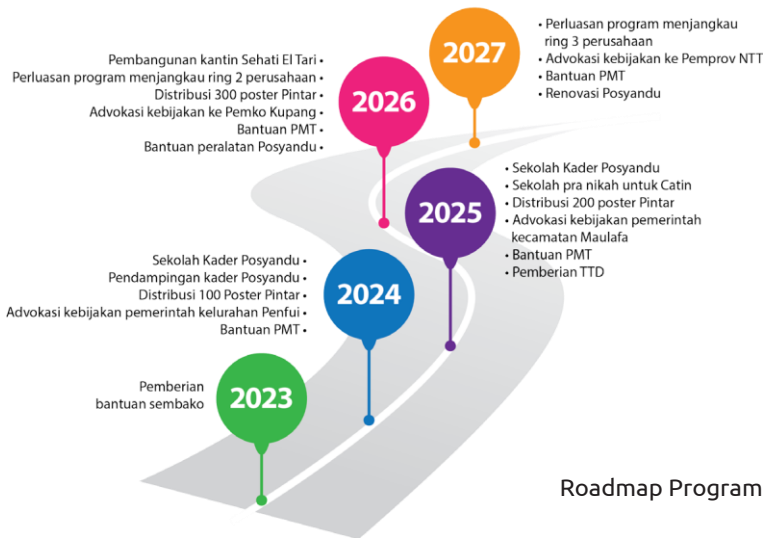 2027
• Perluasan program menjangkau
ring 3 perusahaan
• Advokasi kebijakan ke Pemprov NTT
• Bantuan PMT
• Renovasi Posyandu
Pembangunan kantin Sehati El Tari •
Perluasan program menjangkau ring 2 perusahaan •
Distribusi 300 poster Pintar •
Advokasi kebijakan ke Pemko Kupang •
Bantuan PMT •
Bantuan peralatan Posyandu •
2026
2025
• Sekolah Kader Posyandu
• Sekolah pra nikah untuk Catin
• Distribusi 200 poster Pintar
• Advokasi kebijakan pemerintah
kecamatan Maulafa
• Bantuan PMT
• Pemberian TTD
Sekolah Kader Posyandu •
Pendampingan kader Posyandu •
Distribusi 100 Poster Pintar •
Advokasi kebijakan pemerintah kelurahan Penfui •
Bantuan PMT •
2024
Pemberian
bantuan sembako
2023
Roadmap Program